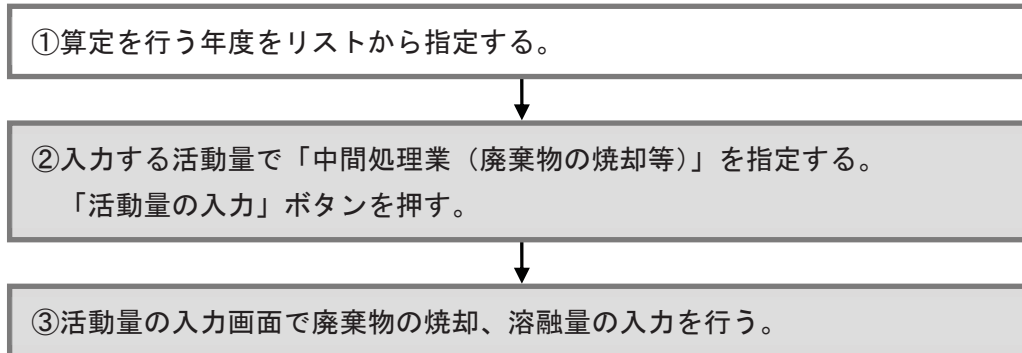 ①算定を行う年度をリストから指定する。
②入力する活動量で「中間処理業（廃棄物の焼却等）」を指定する。
「活動量の入力」ボタンを押す。
③活動量の入力画面で廃棄物の焼却、溶融量の入力を行う。